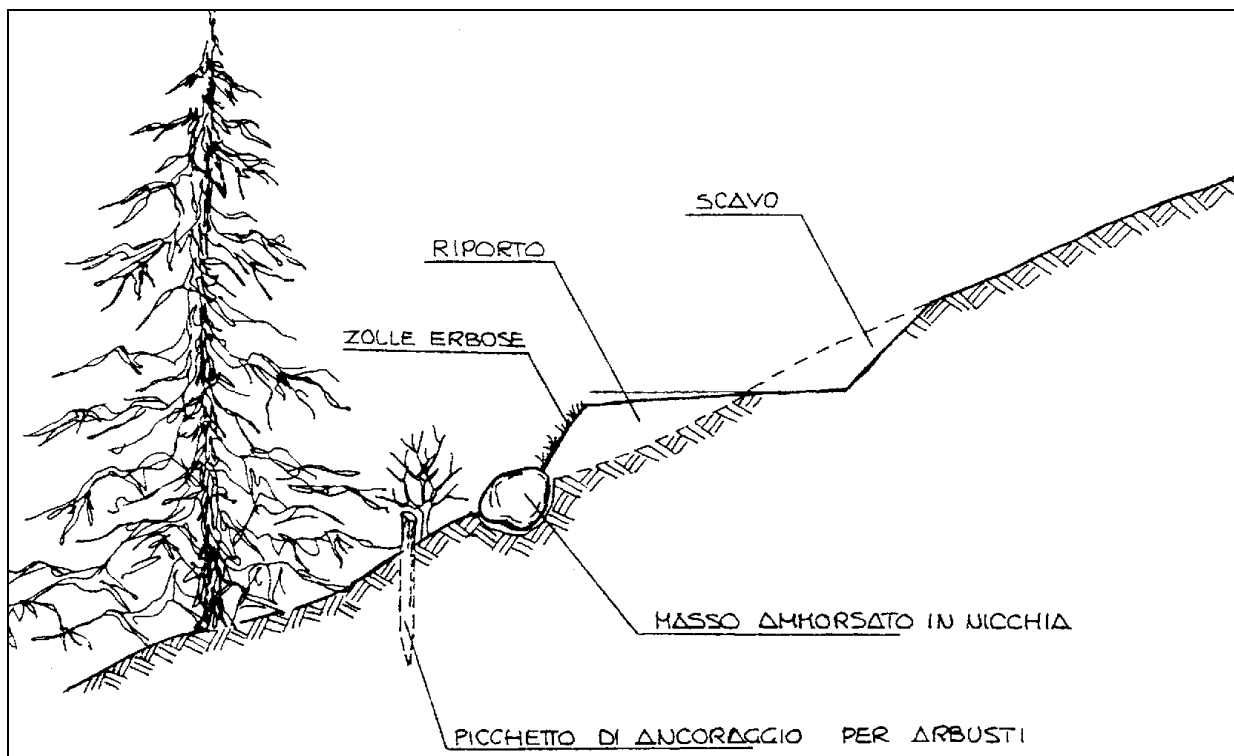 SCAVO
RIPORTO
ZOLLE ERBOSE
MASSO AMMORSATO IN NICCHIA
PICCHETTO DI ANCORAGGIO PER ARBUSTI